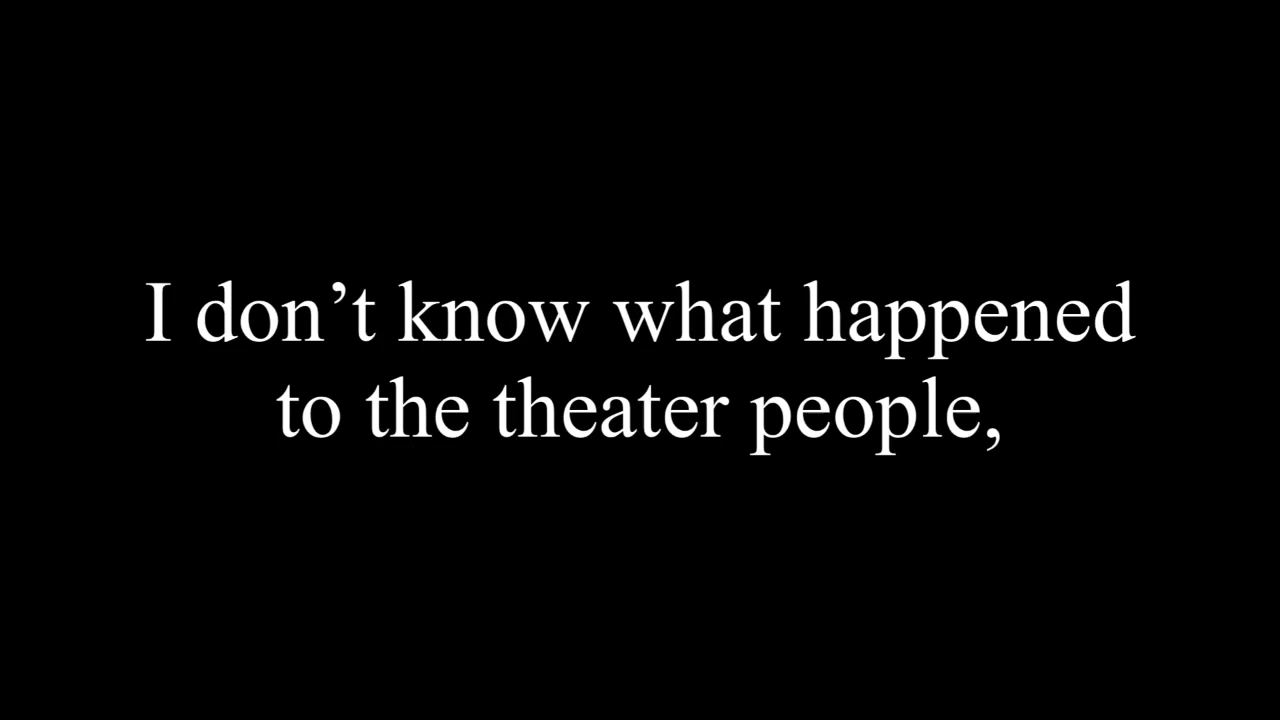 I don’t know what happened
to the theater people,